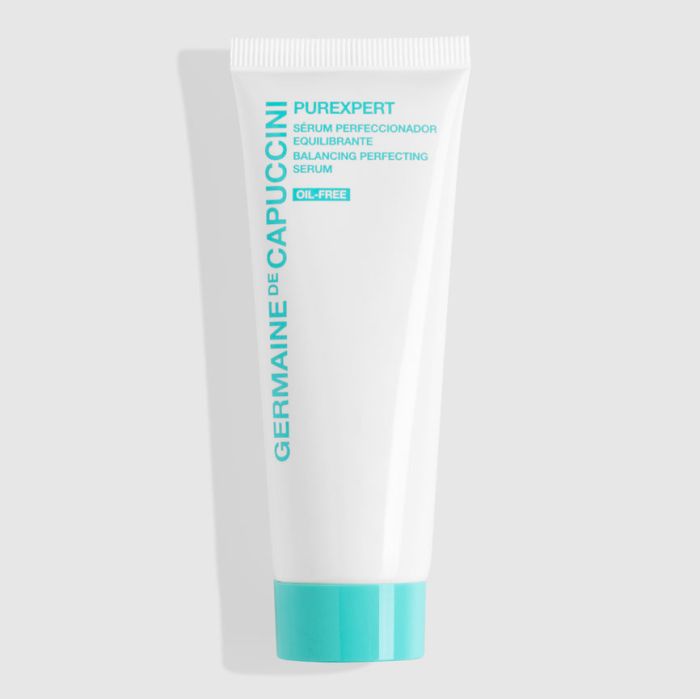 GERMAINE DE CAPUCCINI
PUREXPERT
SÉRUM PERFECCIONADOR
EQUILIBRANTE
BALANCING PERFECTING
SERUM
OIL-FREE